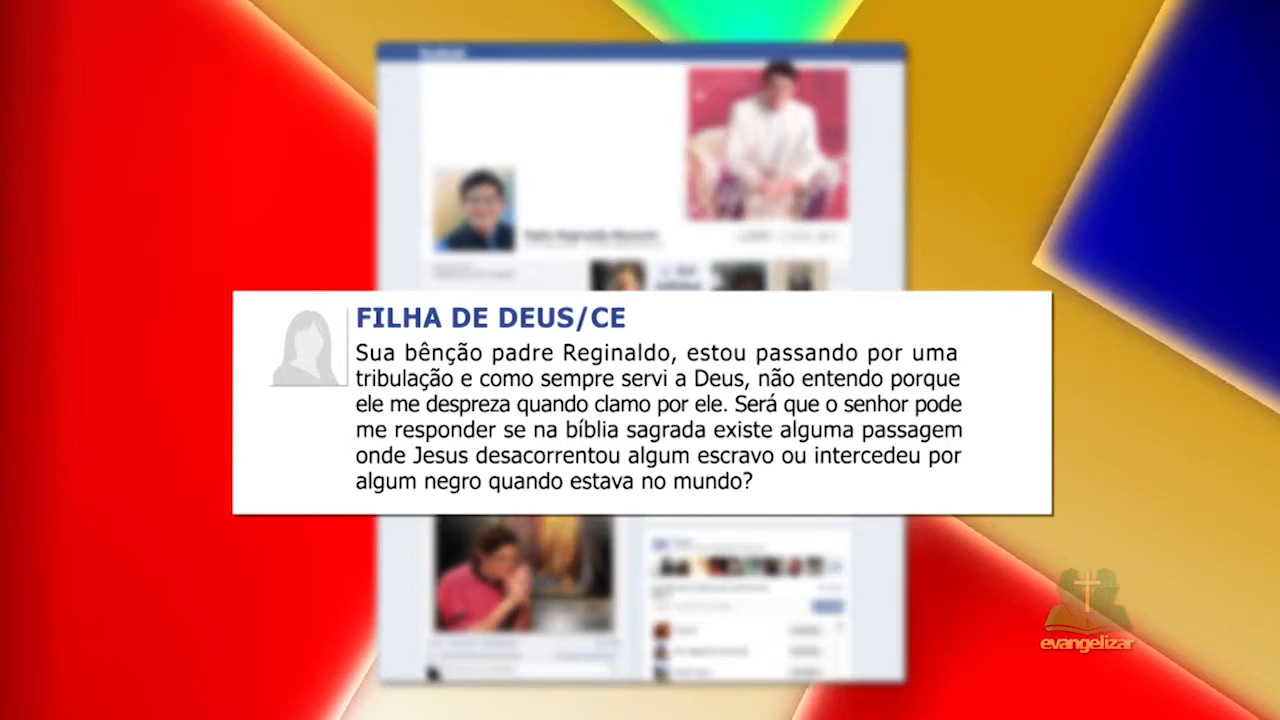 FILHA DE DEUS/CE
Sua bênção padre Reginaldo, estou passando por uma
tribulação e como sempre servi a Deus, não entendo porque
ele me despreza quando clamo por ele. Será que o senhor pode
me responder se na bíblia sagrada existe alguma passagem
onde Jesus desacorrentou algum escravo ou intercedeu por
algum negro quando estava no mundo?
evangelizar